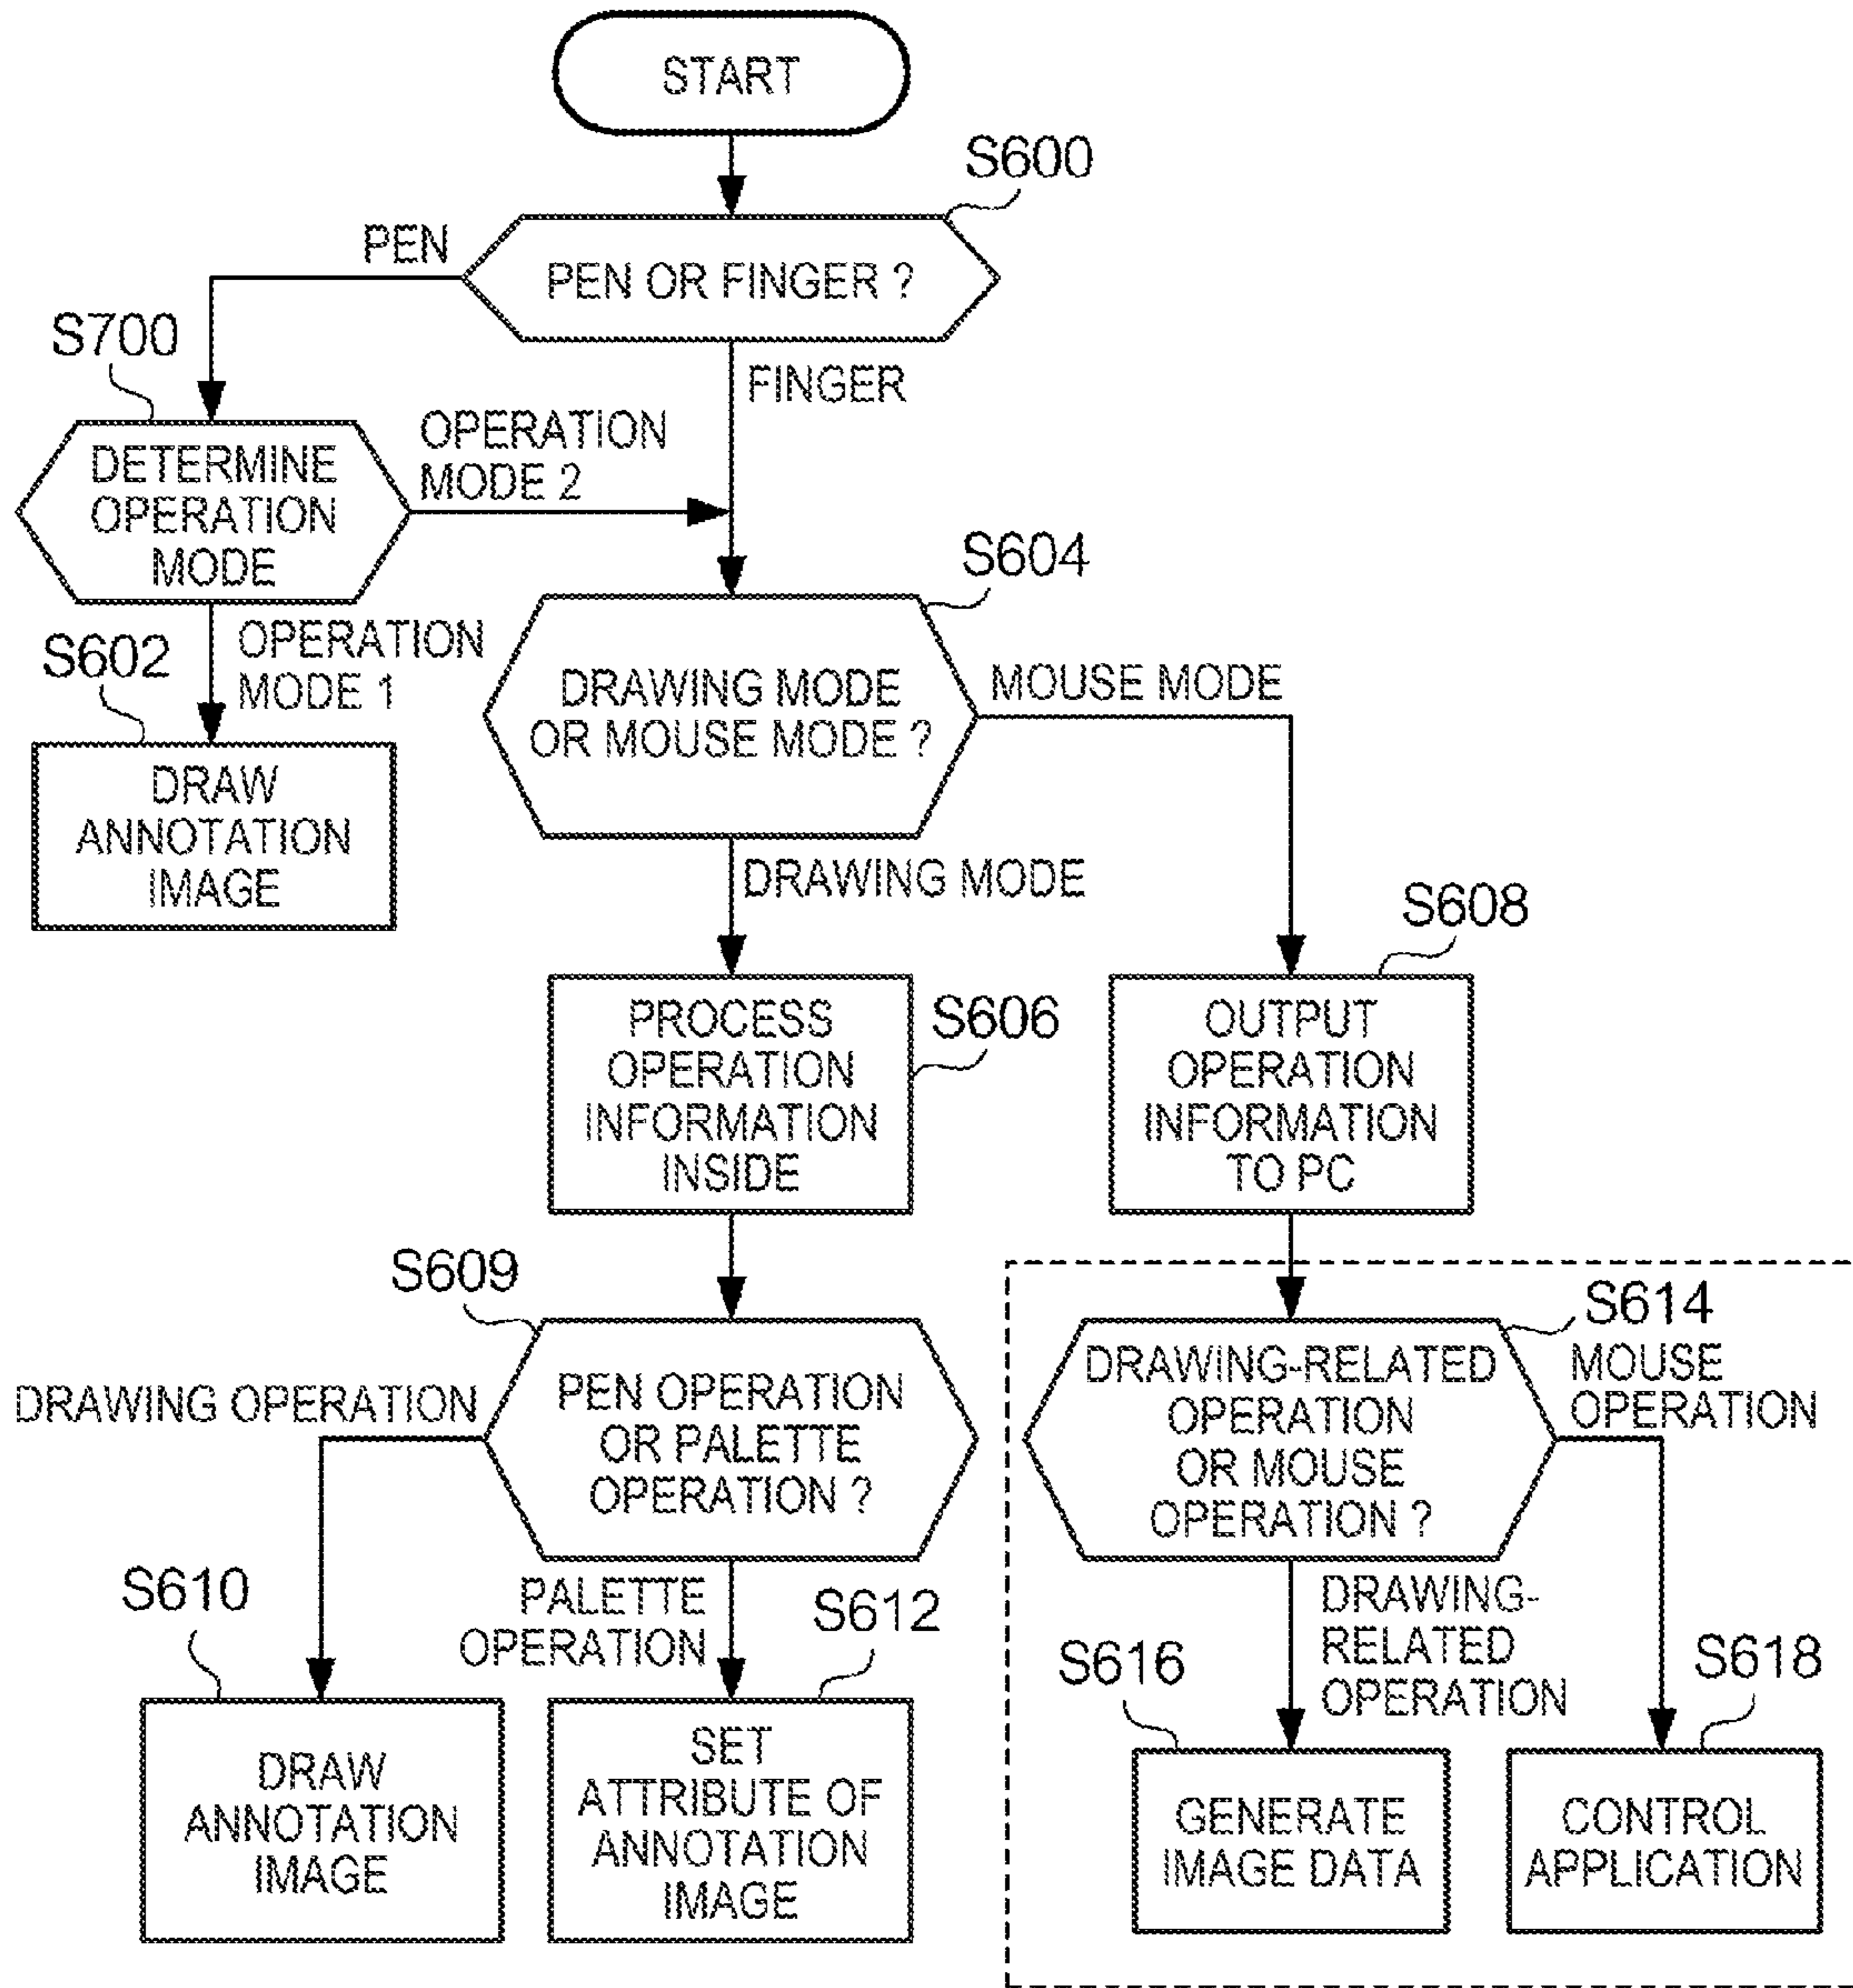 START
S600
PEN
PEN OR FINGER ?
S700
FINGER
OPERATION
MODE 2
DETERMINE
OPERATION
MODE
S604
OPERATION
MODE 1
S602
DRAWING MODE
OR MOUSE MODE ?
MOUSE MODE
DRAW
ANNOTATION
IMAGE
DRAWING MODE
S608
PROCESS
OPERATION
INFORMATION
INSIDE
S606
OUTPUT
OPERATION
INFORMATION
TO PC
S609
S614
DRAWING OPERATION
PEN OPERATION
OR PALETTE
OPERATION ?
DRAWING-RELATED
OPERATION
OR MOUSE
OPERATION ?
MOUSE
OPERATION
S610
PALETTE
OPERATION
S612
DRAWING-
RELATED
OPERATION
S616
S618
DRAW
ANNOTATION
IMAGE
SET
ATTRIBUTE OF
ANNOTATION
IMAGE
GENERATE
IMAGE DATA
CONTROL
APPLICATION